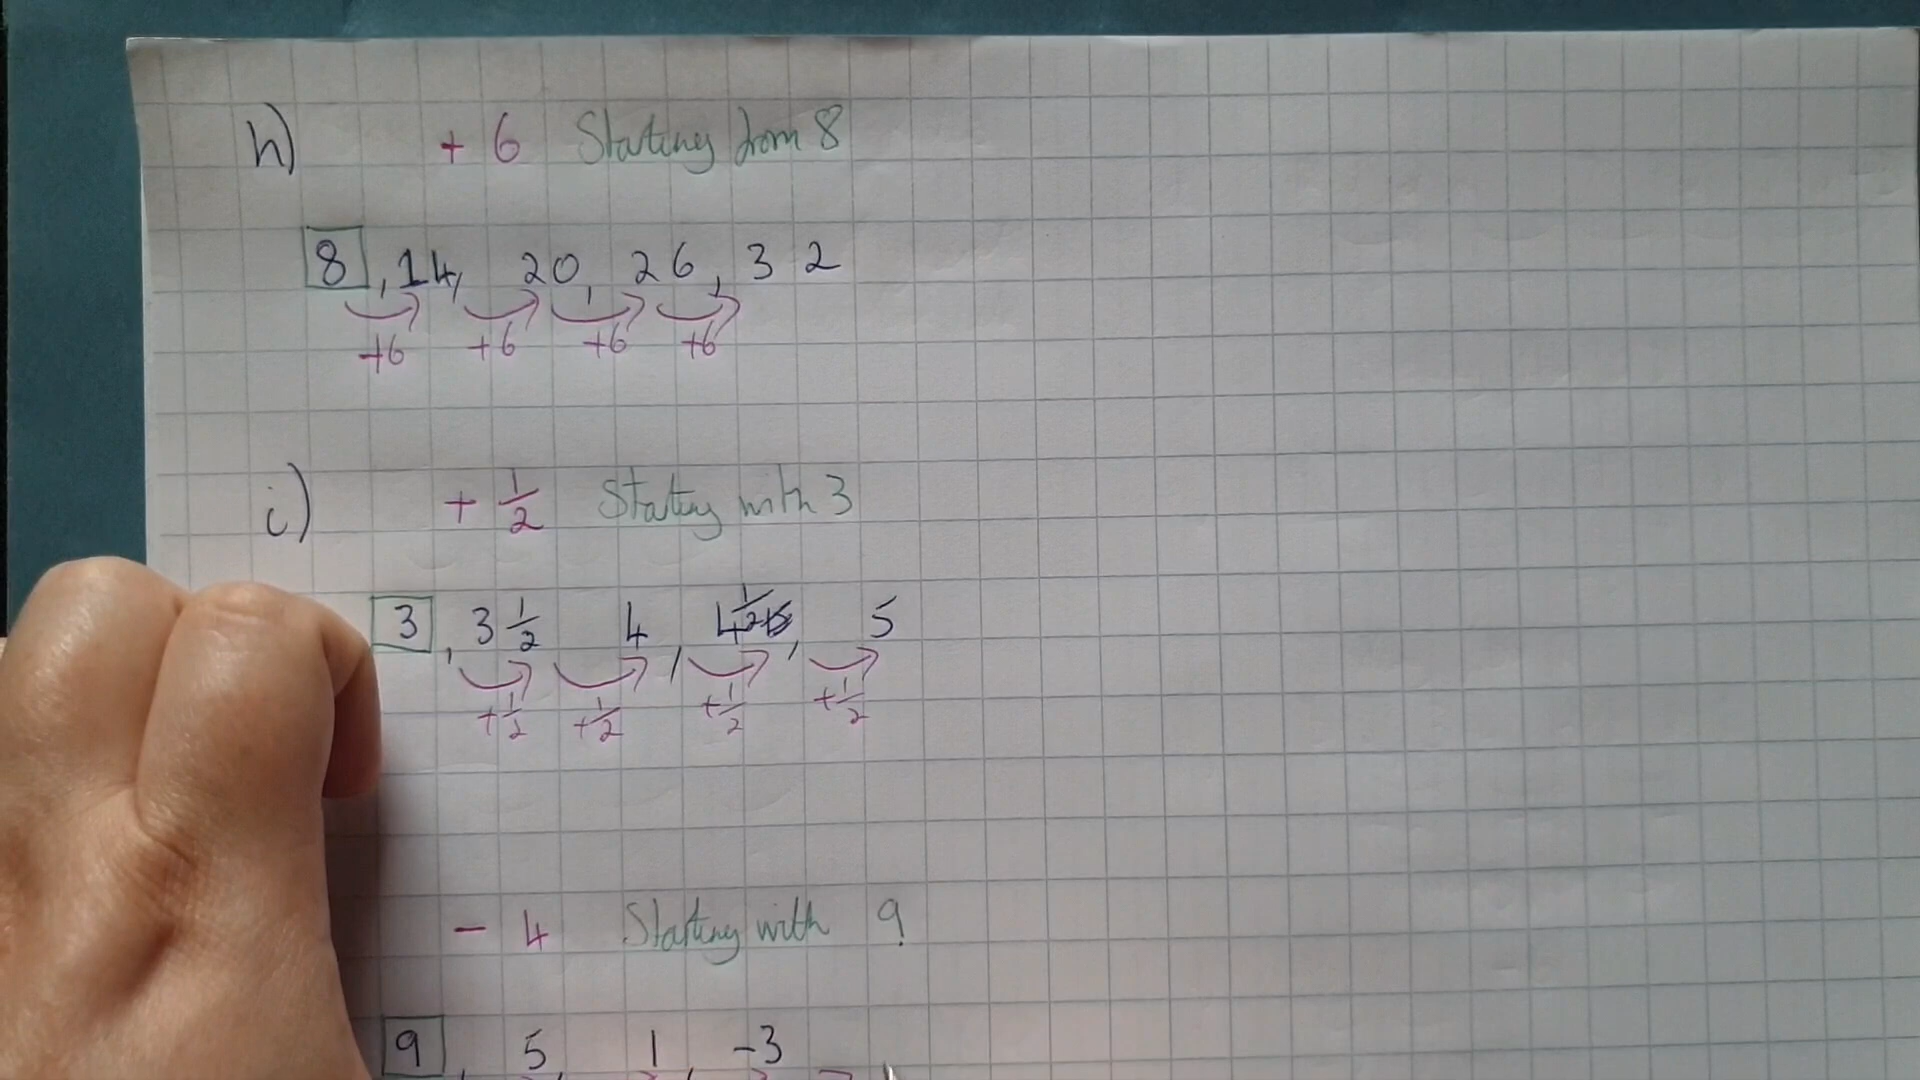 h) + 6 Starting from 8
8, 14, 20, 26, 32
+6 +6 +6 +6
i) + 1/2 Starting with 3
3, 3 1/2 4, 4 1/2, 5
+1/2 +1/2 +1/2 +1/2
- 4 Starting with 9
9, 5, 1, -3